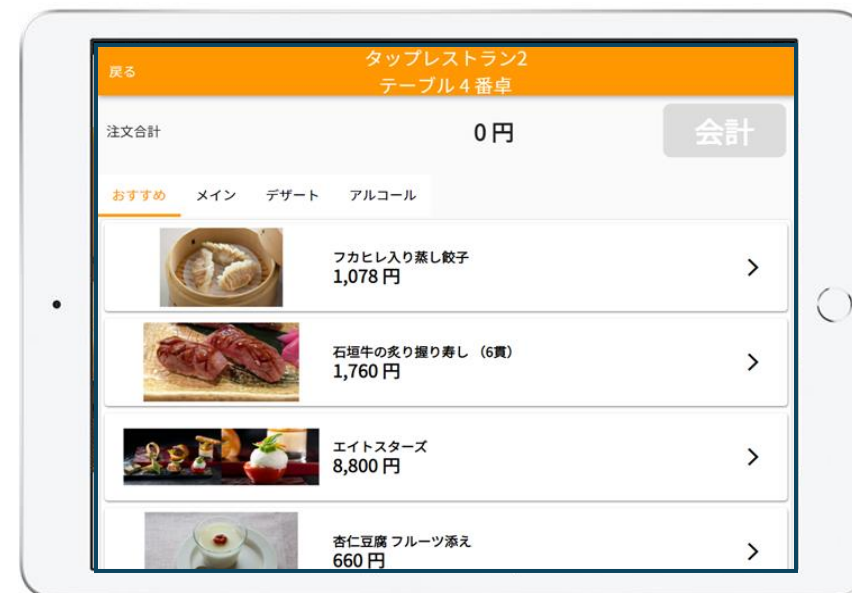 戻る
タップレストラン2
テーブル4番卓
注文合計
0円
会計
おすすめ
メイン
デザート
アルコール
フカヒレ入り蒸し餃子
1,078円
石垣牛の炙り握り寿し (6貫)
1,760円
エイトスターズ
8,800円
杏仁豆腐 フルーツ添え
660円